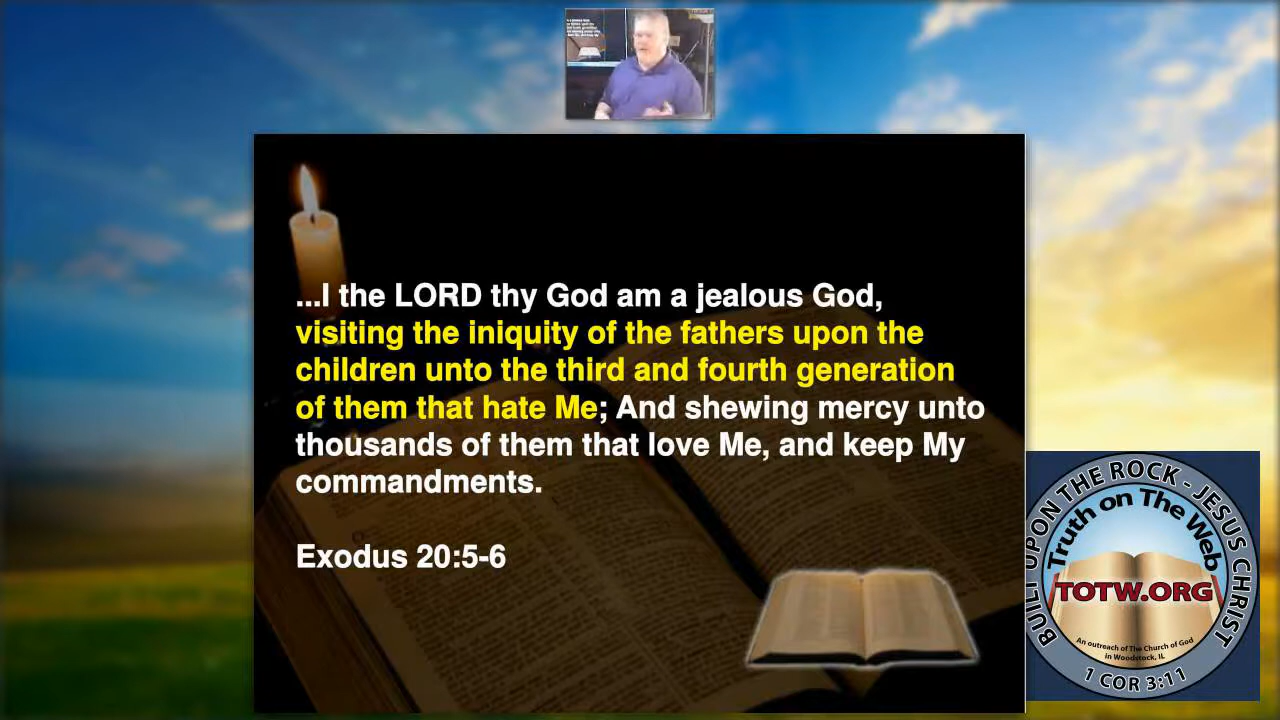 ...I the LORD thy God am a jealous God,
visiting the iniquity of the fathers upon the
children unto the third and fourth generation
of them that hate Me; And shewing mercy unto
thousands of them that love Me, and keep My
commandments.
Exodus 20:5-6
BUILT UPON THE ROCK - JESUS CHRIST
Truth on The Web
TOTW.ORG
An outreach of The Church of God
in Woodstock, IL
1 COR 3:11